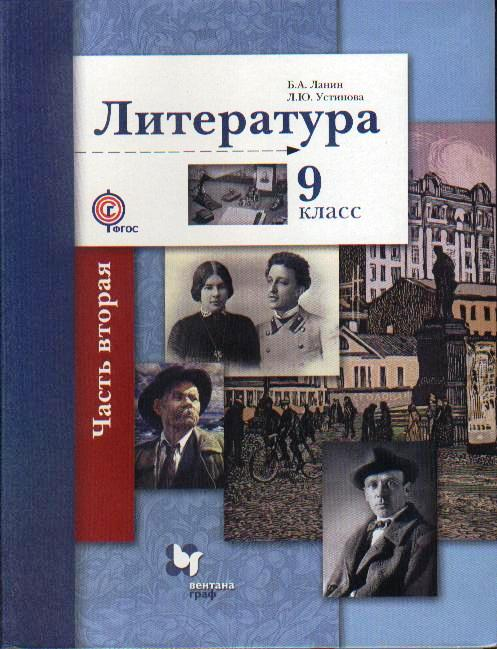 Б.А. Ланин
Л.Ю. Устинова
Литература
9
класс
ФГОС
Часть вторая
вентана
граф